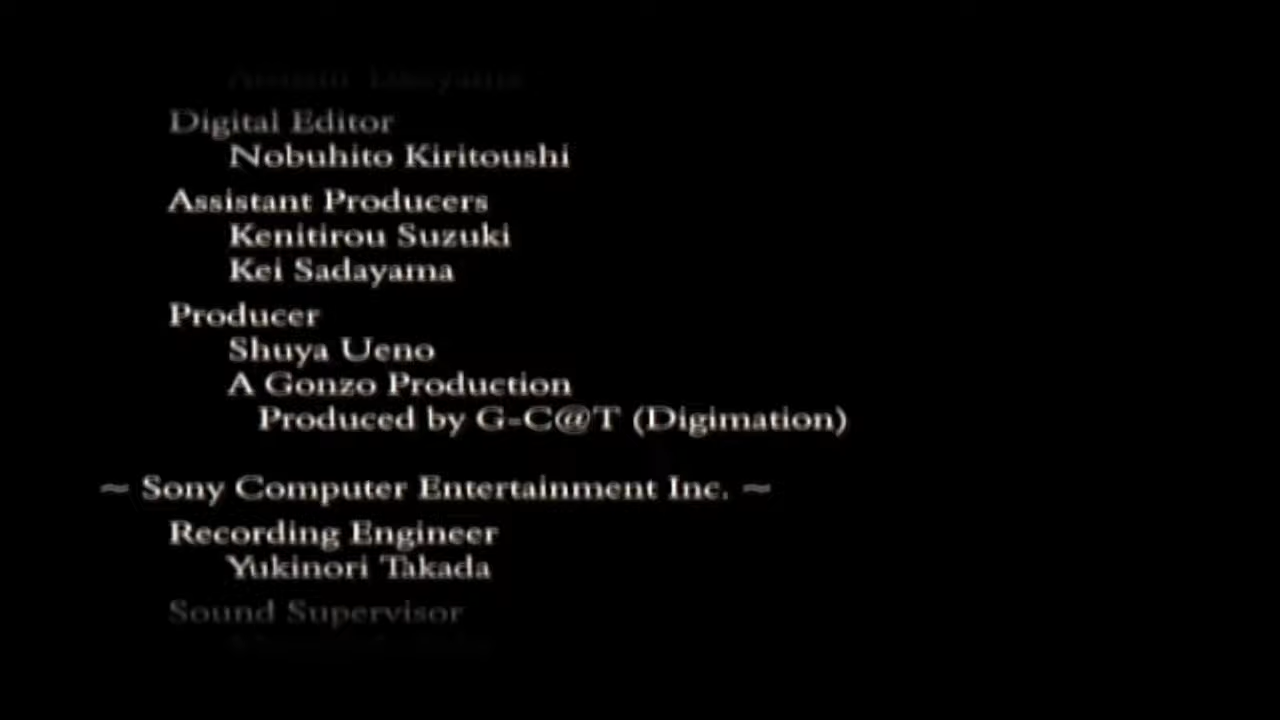 Digital Editor
Nobuhito Kiritoushi
Assistant Producers
Kenitirou Suzuki
Kei Sadayama
Producer
Shuya Ueno
A Gonzo Production
Produced by G-C@T (Digimation)
~ Sony Computer Entertainment Inc. ~
Recording Engineer
Yukinori Takada
Sound Supervisor